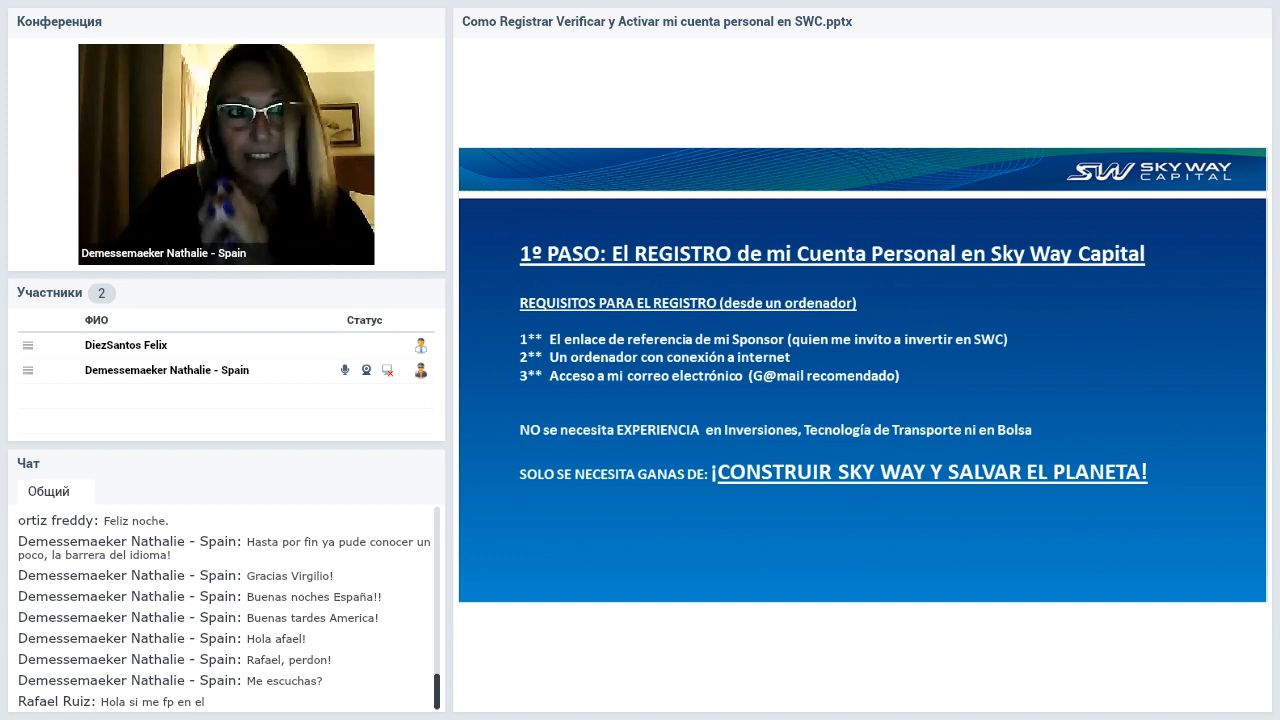 Конференция
Demessemaeker Nathalie - Spain
Участники 2
ФИО Статус
DiezSantos Felix
Demessemaeker Nathalie - Spain
Чат
Общий
ortiz freddy: Feliz noche.
Demessemaeker Nathalie - Spain: Hasta por fin ya pude conocer un
poco, la barrera del idioma!
Demessemaeker Nathalie - Spain: Gracias Virgilio!
Demessemaeker Nathalie - Spain: Buenas noches España!!
Demessemaeker Nathalie - Spain: Buenas tardes America!
Demessemaeker Nathalie - Spain: Hola afael!
Demessemaeker Nathalie - Spain: Rafael, perdon!
Demessemaeker Nathalie - Spain: Me escuchas?
Rafael Ruiz: Hola si me fp en el
Como Registrar Verificar y Activar mi cuenta personal en SWC.pptx
SW SKY WAY
CAPITAL
1º PASO: El REGISTRO de mi Cuenta Personal en Sky Way Capital
REQUISITOS PARA EL REGISTRO (desde un ordenador)
1** El enlace de referencia de mi Sponsor (quien me invito a invertir en SWC)
2** Un ordenador con conexión a internet
3** Acceso a mi correo electrónico (G@mail recomendado)
NO se necesita EXPERIENCIA en Inversiones, Tecnología de Transporte ni en Bolsa
SOLO SE NECESITA GANAS DE: ¡CONSTRUIR SKY WAY Y SALVAR EL PLANETA!